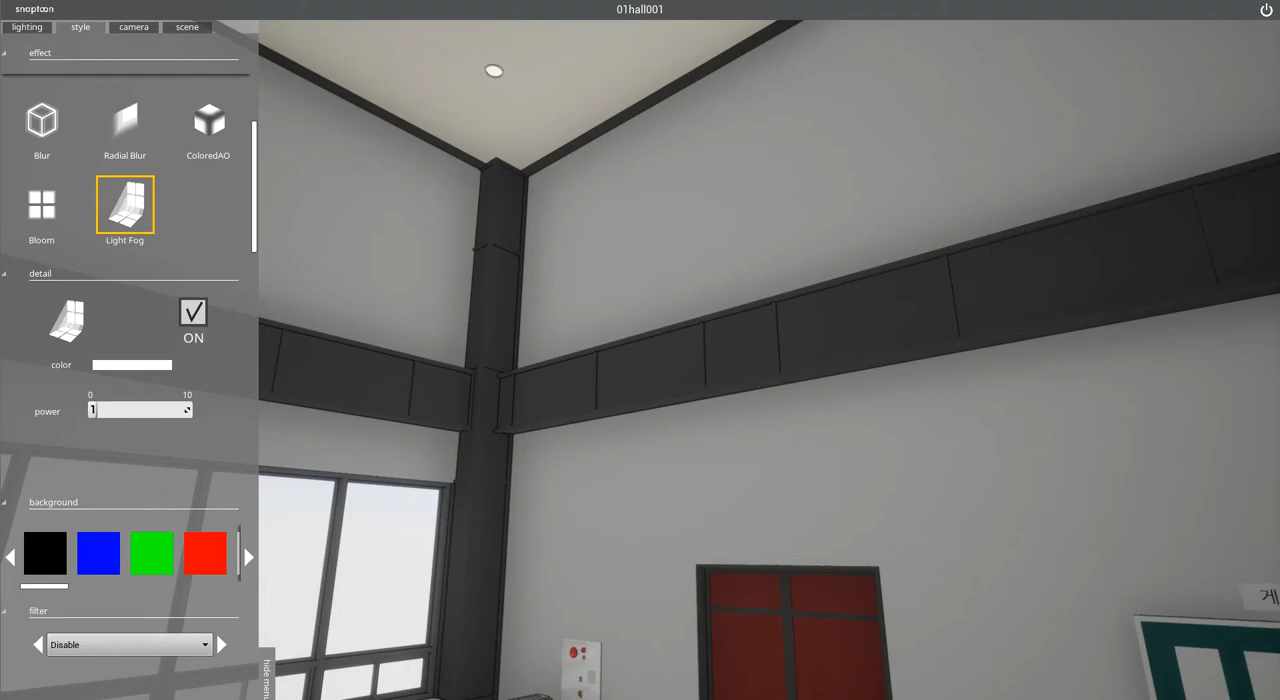 snaptoon
01hall001
lighting
style
camera
scene
effect
Blur
Radial Blur
ColoredAO
Bloom
Light Fog
detail
ON
color
0
10
power
1
background
filter
Disable
hide menu
게